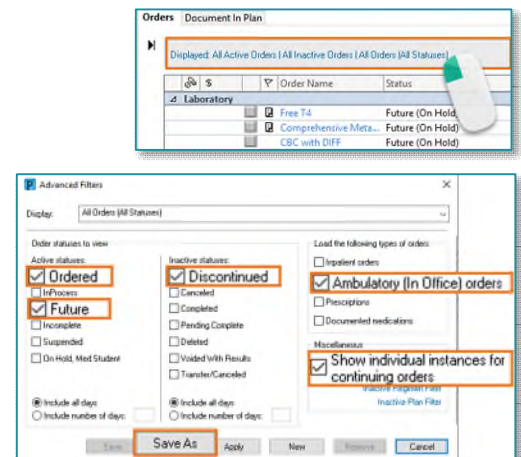 Orders Document In Plan
Displayed: All Active Orders | All Inactive Orders | All Orders (All Statuses)
$ Order Name Status
Laboratory
Free T4 Future (On Hold)
Comprehensive Meta... Future (On Hold)
CBC with DIFF Future (On Hold)
P Advanced Filters
Display: All Orders (All Statuses)
Order statuses to view
Load the following types of orders:
Active statuses:
Inactive statuses:
Inpatient orders
Ordered
Discontinued
Ambulatory (In Office) orders
InProcess
Canceled
Prescriptions
Future
Completed
Documented medications
Incomplete
Pending Complete
Suspended
Deleted
Miscellaneous
On Hold, Med Student
Voided With Results
Show individual instances for
continuing orders
Transfer/Canceled
Inactive Plan Filter
Include all days
Include all days
Include number of days:
Include number of days:
Save Save As Apply New Remove Cancel